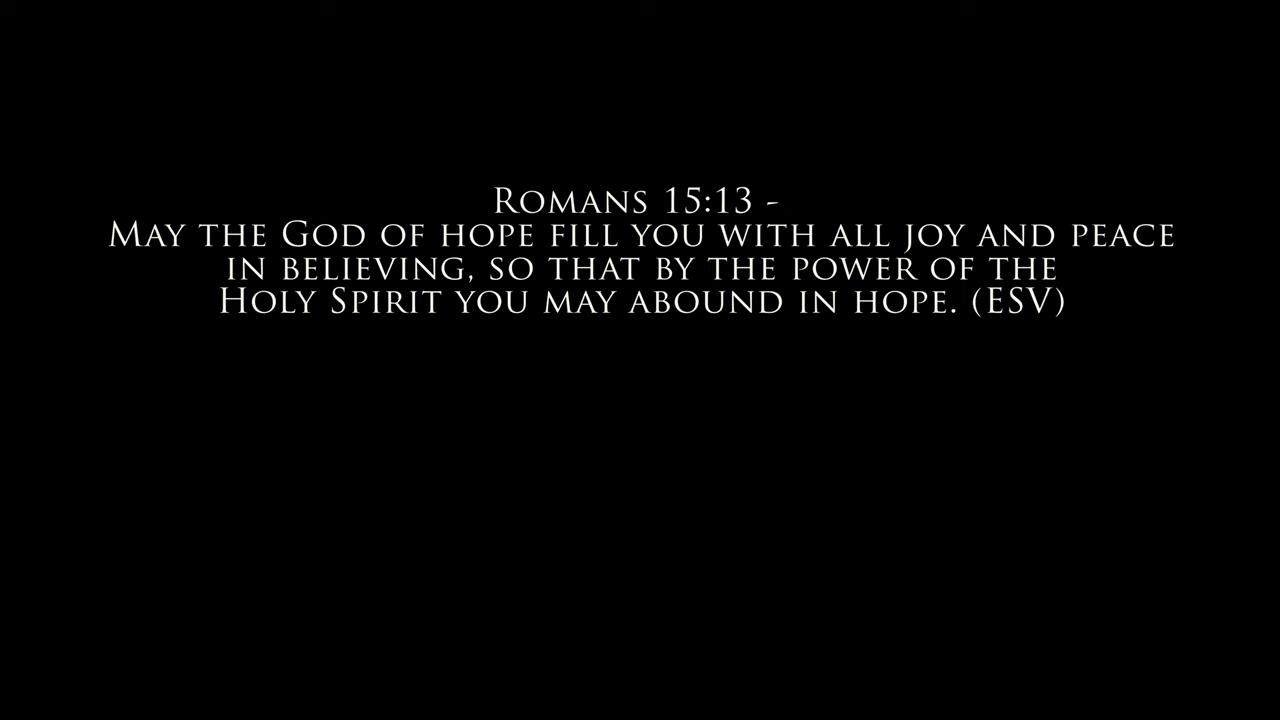 Romans 15:13 -
May the God of hope fill you with all joy and peace
in believing, so that by the power of the
Holy Spirit you may abound in hope. (ESV)